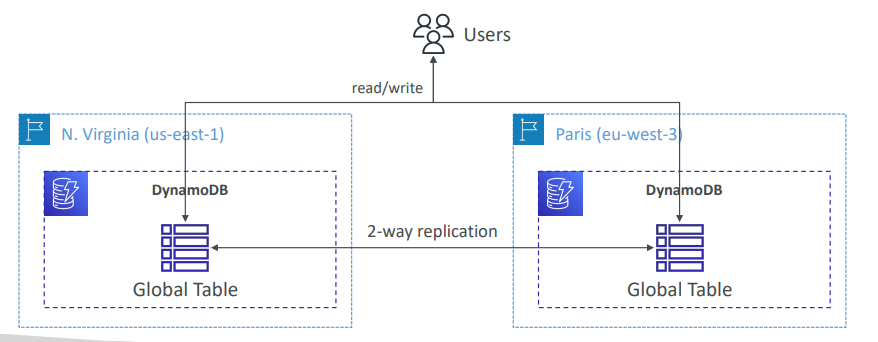 Users
read/write
N. Virginia (us-east-1)
Paris (eu-west-3)
DynamoDB
DynamoDB
2-way replication
Global Table
Global Table